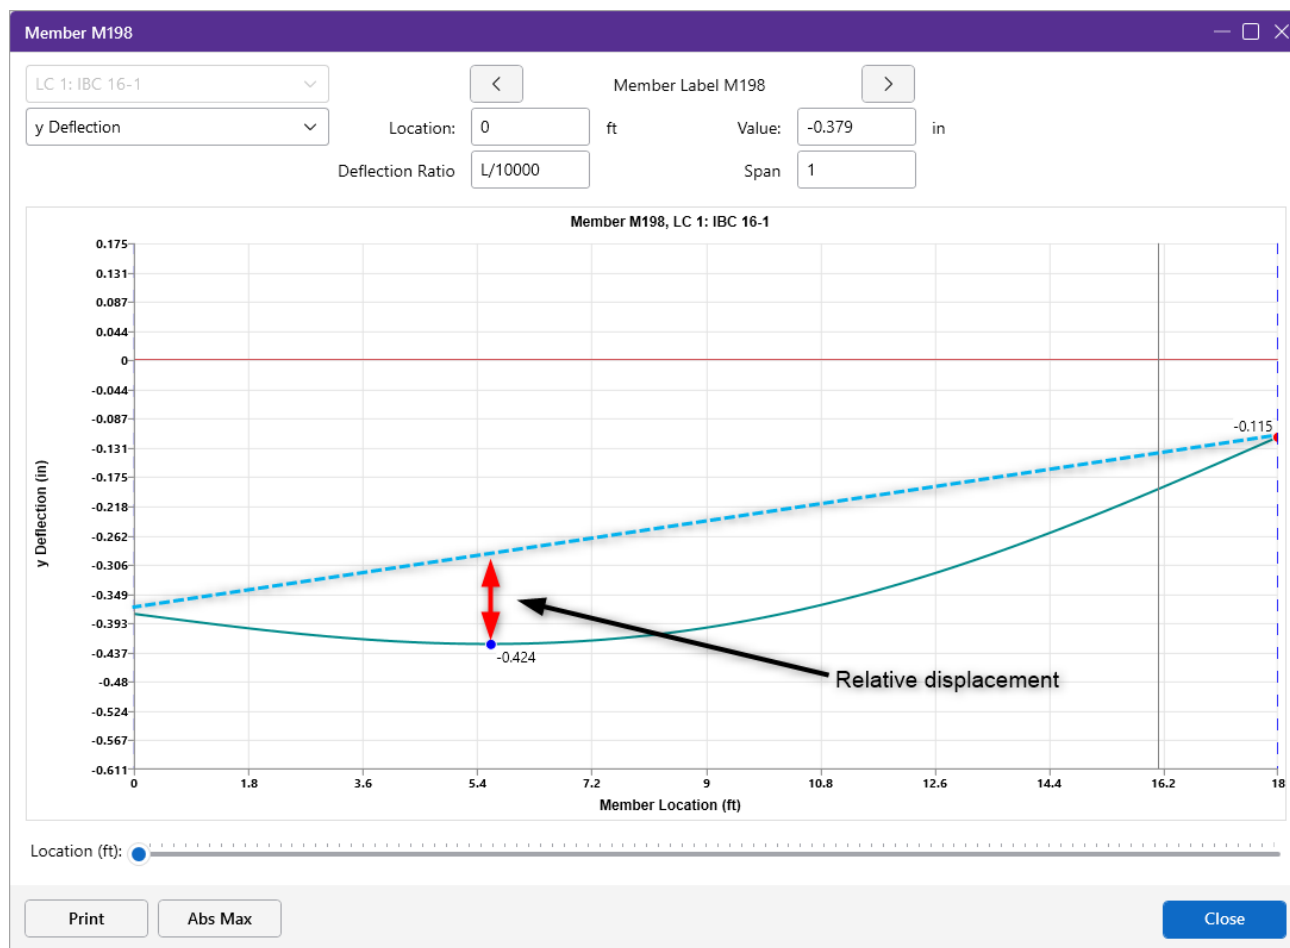 Member M198
LC 1: IBC 16-1
Member Label M198
y Deflection
Location: 0 ft
Value: -0.379 in
Deflection Ratio L/10000
Span 1
Member M198, LC 1: IBC 16-1
y Deflection (in)
0.175
0.131
0.087
0.044
0
-0.044
-0.087
-0.131
-0.175
-0.218
-0.262
-0.306
-0.349
-0.393
-0.437
-0.48
-0.524
-0.567
-0.611
-0.115
-0.424
Relative displacement
0 1.8 3.6 5.4 7.2 9 10.8 12.6 14.4 16.2 18
Member Location (ft)
Location (ft):
Print Abs Max Close